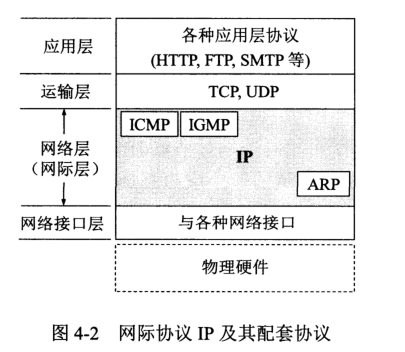 应用层
各种应用层协议
(HTTP, FTP, SMTP 等)
运输层
TCP, UDP
网络层
(网际层)
ICMP
IGMP
IP
ARP
网络接口层
与各种网络接口
物理硬件
图 4-2 网际协议 IP 及其配套协议